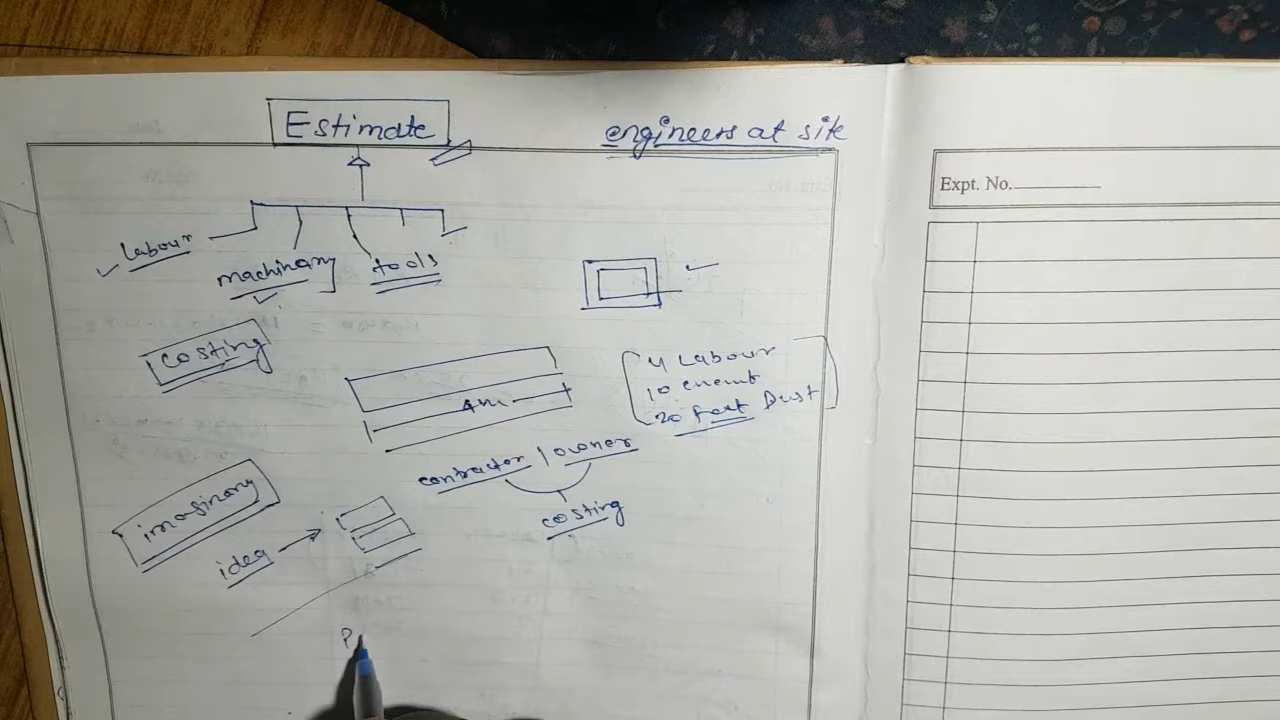 Estimate
engineers at site
Expt. No.
Labour
machinary
tools
costing
4 Labour
10 cement
20 feet Dust
4m
contractor / owner
costing
imaginary
idea
P